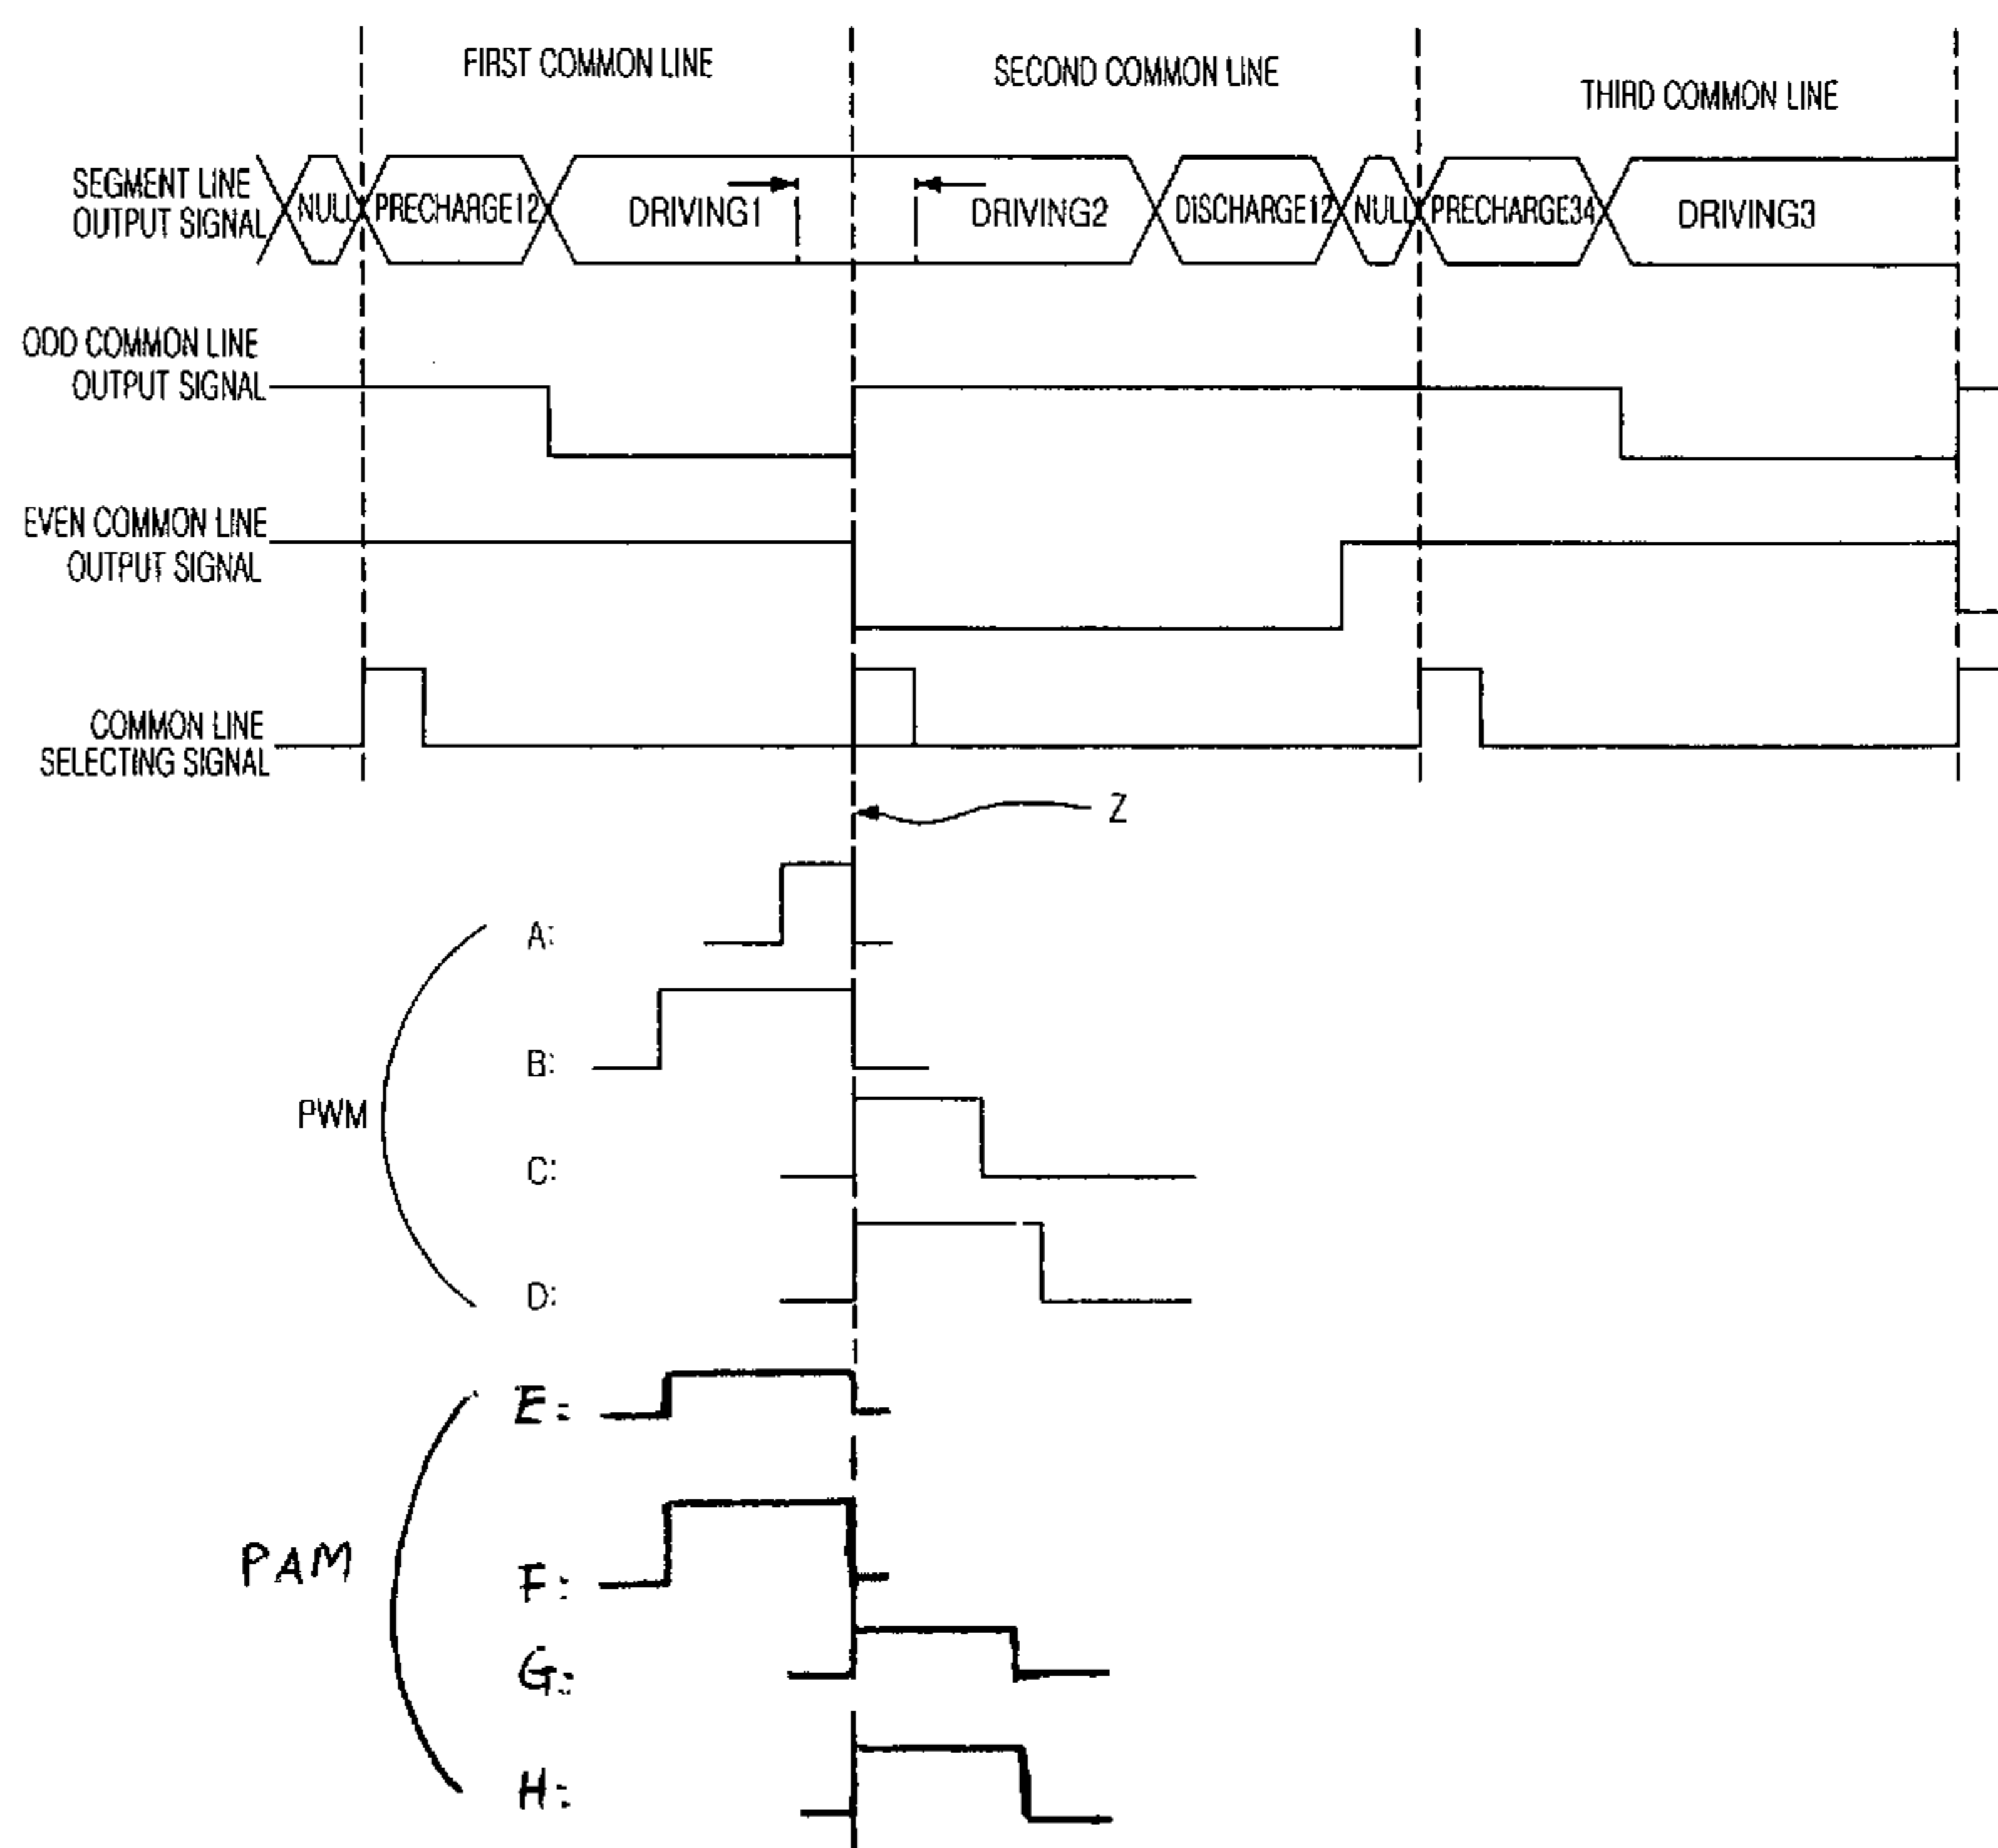 FIRST COMMON LINE
SECOND COMMON LINE
THIRD COMMON LINE
SEGMENT LINE
OUTPUT SIGNAL
NULL
PRECHARGE12
DRIVING1
DRIVING2
DISCHARGE12
NULL
PRECHARGE34
DRIVING3
ODD COMMON LINE
OUTPUT SIGNAL
EVEN COMMON LINE
OUTPUT SIGNAL
COMMON LINE
SELECTING SIGNAL
Z
PWM
A:
B:
C:
D:
PAM
E:
F:
G:
H: